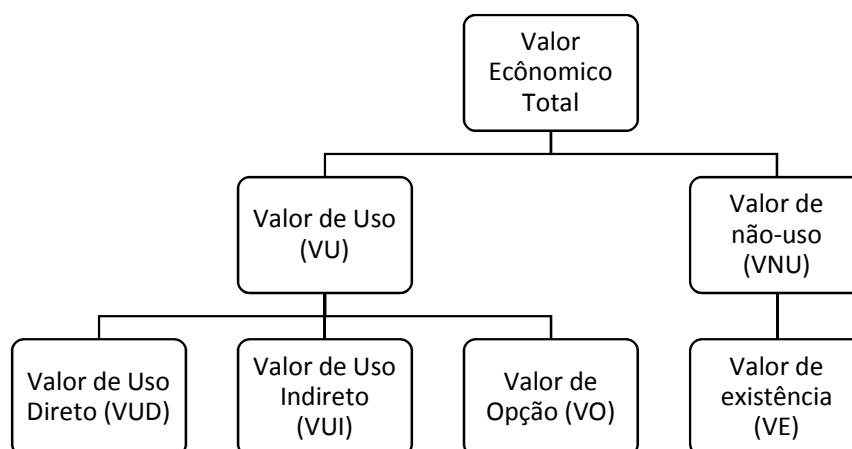 Valor
Ecônomico
Total
Valor de Uso
(VU)
Valor de
não-uso
(VNU)
Valor de Uso
Direto (VUD)
Valor de Uso
Indireto
(VUI)
Valor de
Opção (VO)
Valor de
existência
(VE)